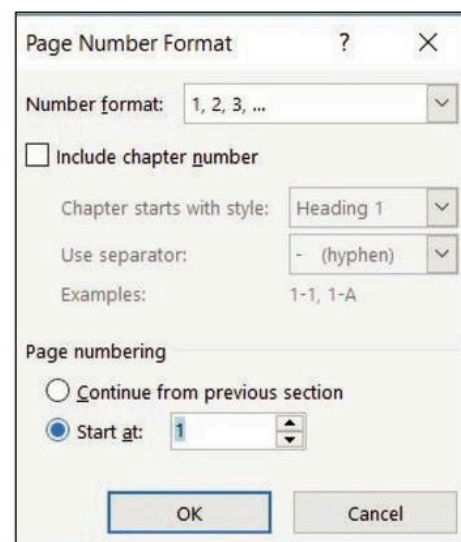 Page Number Format ? ×
Number format: 1, 2, 3, ...
Include chapter number
Chapter starts with style: Heading 1
Use separator: - (hyphen)
Examples: 1-1, 1-A
Page numbering
Continue from previous section
Start at: 1
OK Cancel